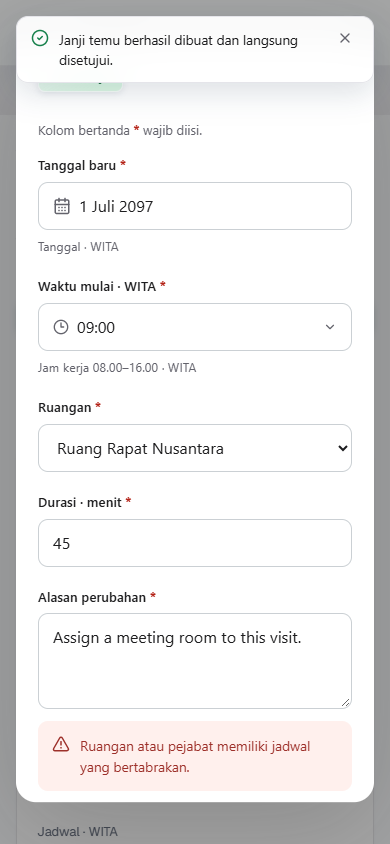 Janji temu berhasil dibuat dan langsung
disetujui.
Kolom bertanda * wajib diisi.
Tanggal baru *
1 Juli 2097
Tanggal · WITA
Waktu mulai · WITA *
09:00
Jam kerja 08.00–16.00 · WITA
Ruangan *
Ruang Rapat Nusantara
Durasi · menit *
45
Alasan perubahan *
Assign a meeting room to this visit.
Ruangan atau pejabat memiliki jadwal
yang bertabrakan.
Jadwal · WITA